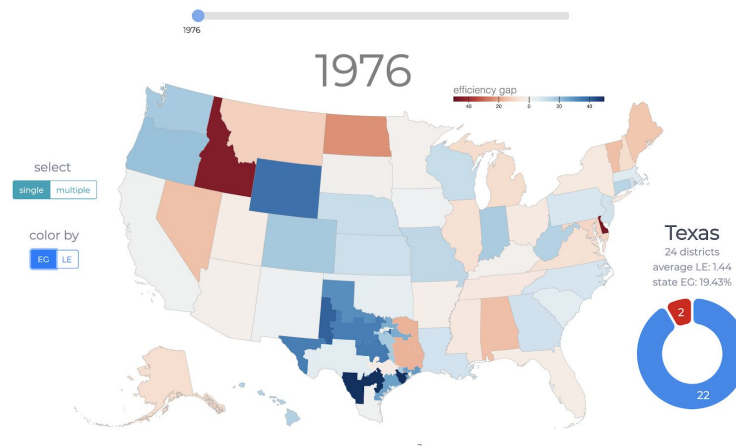 1976
1976
efficiency gap
40 20 0 20 40
select
single multiple
color by
EG LE
Texas
24 districts
average LE: 1.44
state EG: 19.43%
2
22